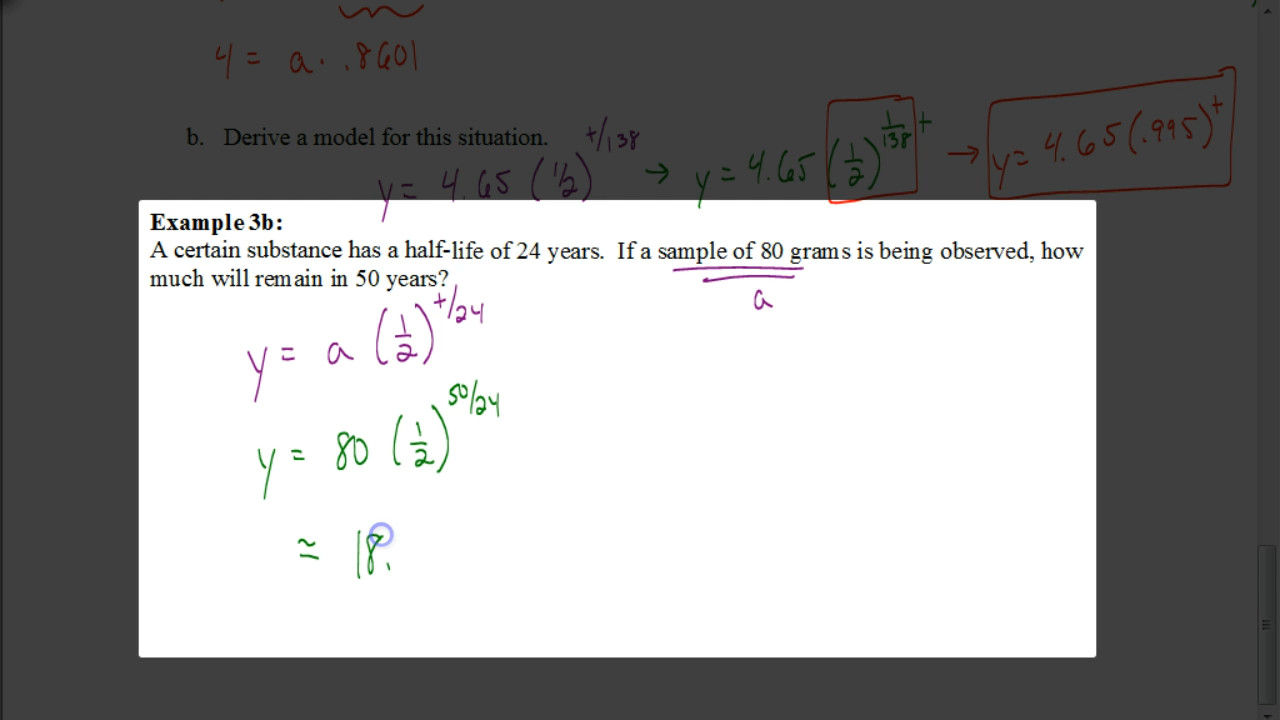 4 = a · .8601
b. Derive a model for this situation.
y = 4.65 (1/2)^t/138 → y = 4.65 (1/2)^1/138 t → y = 4.65 (.995)^t
Example 3b:
A certain substance has a half-life of 24 years. If a sample of 80 grams is being observed, how
much will remain in 50 years?
a
y = a (1/2)^t/24
y = 80 (1/2)^50/24
≃ 18.